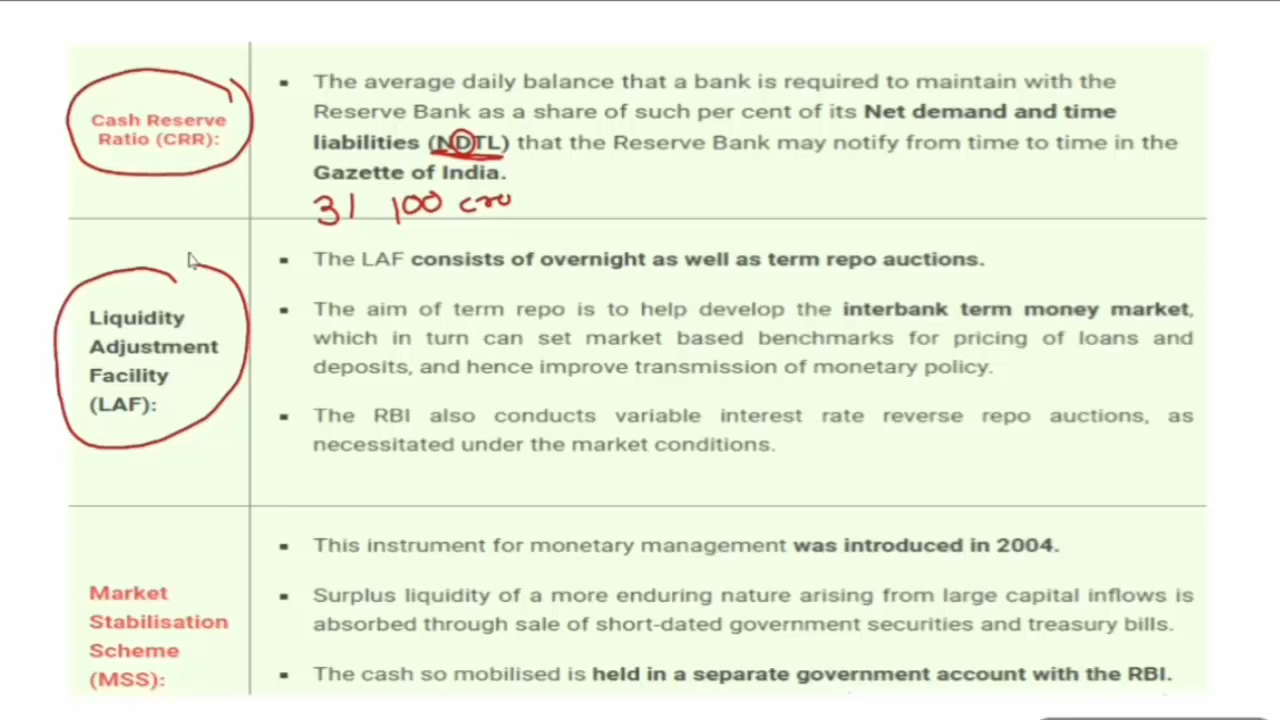 Cash Reserve
Ratio (CRR):
▪ The average daily balance that a bank is required to maintain with the
Reserve Bank as a share of such per cent of its Net demand and time
liabilities (NDTL) that the Reserve Bank may notify from time to time in the
Gazette of India.
100
Liquidity
Adjustment
Facility
(LAF):
▪ The LAF consists of overnight as well as term repo auctions.
▪ The aim of term repo is to help develop the interbank term money market,
which in turn can set market based benchmarks for pricing of loans and
deposits, and hence improve transmission of monetary policy.
▪ The RBI also conducts variable interest rate reverse repo auctions, as
necessitated under the market conditions.
Market
Stabilisation
Scheme
(MSS):
▪ This instrument for monetary management was introduced in 2004.
▪ Surplus liquidity of a more enduring nature arising from large capital inflows is
absorbed through sale of short-dated government securities and treasury bills.
▪ The cash so mobilised is held in a separate government account with the RBI.